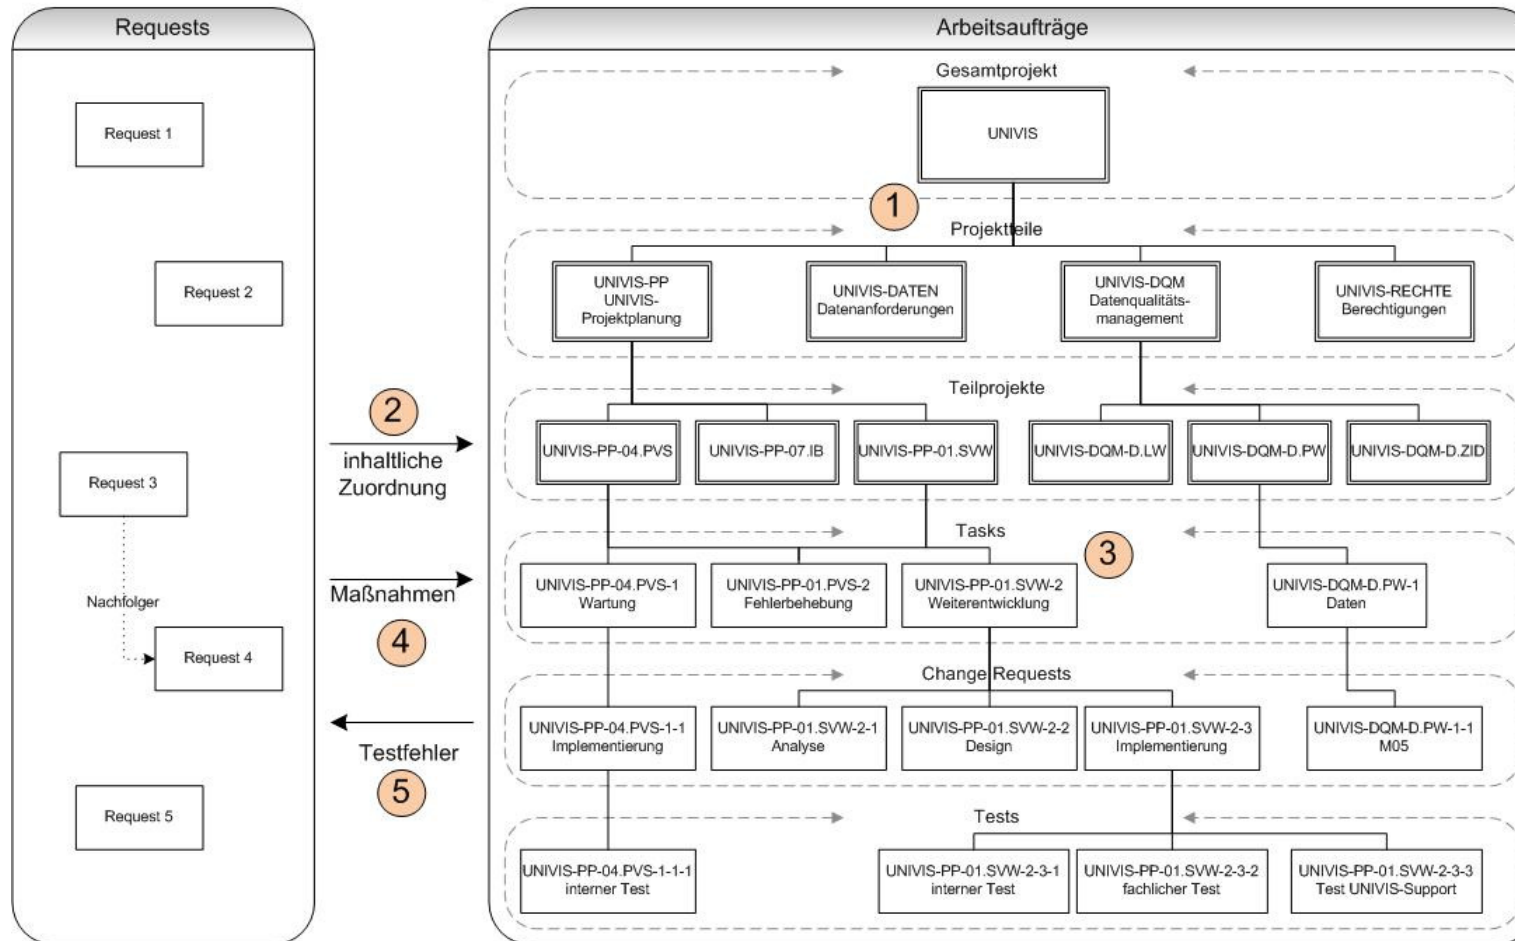 Requests
Request 1
Request 2
Request 3
Nachfolger
Request 4
Request 5
2
inhaltliche
Zuordnung
Maßnahmen
4
Testfehler
5
Arbeitsaufträge
Gesamtprojekt
UNIVIS
1
Projektteile
UNIVIS-PP
UNIVIS-
Projektplanung
UNIVIS-DATEN
Datenanforderungen
UNIVIS-DQM
Datenqualitäts-
management
UNIVIS-RECHTE
Berechtigungen
Teilprojekte
UNIVIS-PP-04.PVS
UNIVIS-PP-07.IB
UNIVIS-PP-01.SVW
UNIVIS-DQM-D.LW
UNIVIS-DQM-D.PW
UNIVIS-DQM-D.ZID
Tasks
3
UNIVIS-PP-04.PVS-1
Wartung
UNIVIS-PP-01.PVS-2
Fehlerbehebung
UNIVIS-PP-01.SVW-2
Weiterentwicklung
UNIVIS-DQM-D.PW-1
Daten
Change Requests
UNIVIS-PP-04.PVS-1-1
Implementierung
UNIVIS-PP-01.SVW-2-1
Analyse
UNIVIS-PP-01.SVW-2-2
Design
UNIVIS-PP-01.SVW-2-3
Implementierung
UNIVIS-DQM-D.PW-1-1
M05
Tests
UNIVIS-PP-04.PVS-1-1-1
interner Test
UNIVIS-PP-01.SVW-2-3-1
interner Test
UNIVIS-PP-01.SVW-2-3-2
fachlicher Test
UNIVIS-PP-01.SVW-2-3-3
Test UNIVIS-Support